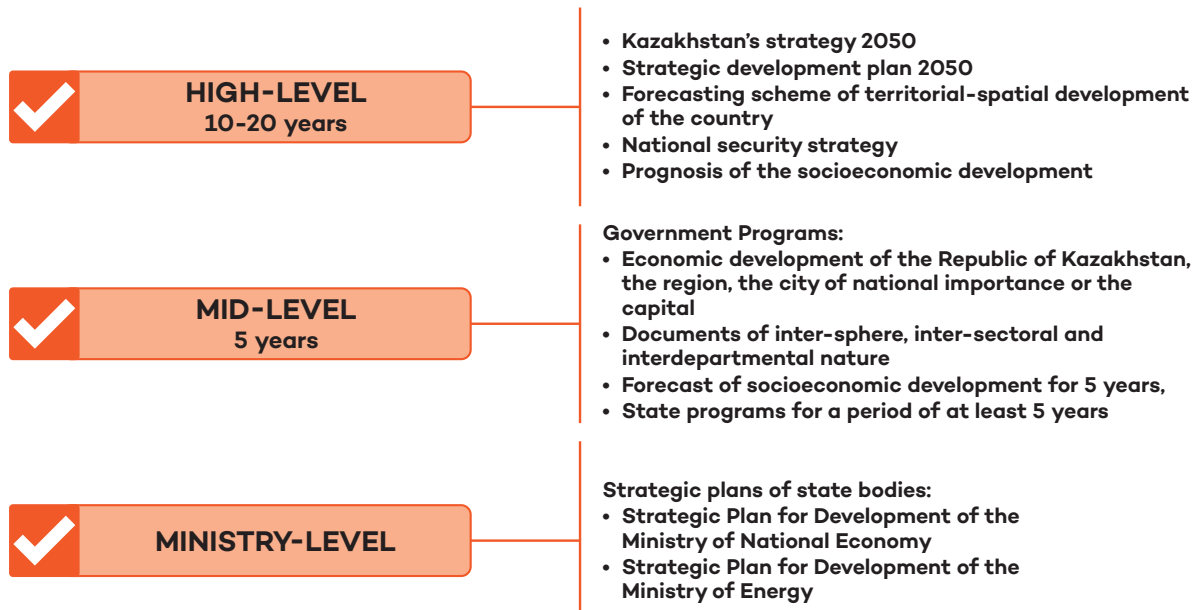 HIGH-LEVEL
10-20 years
• Kazakhstan's strategy 2050
• Strategic development plan 2050
• Forecasting scheme of territorial-spatial development
of the country
• National security strategy
• Prognosis of the socioeconomic development
MID-LEVEL
5 years
Government Programs:
• Economic development of the Republic of Kazakhstan,
the region, the city of national importance or the
capital
• Documents of inter-sphere, inter-sectoral and
interdepartmental nature
• Forecast of socioeconomic development for 5 years,
• State programs for a period of at least 5 years
MINISTRY-LEVEL
Strategic plans of state bodies:
• Strategic Plan for Development of the
Ministry of National Economy
• Strategic Plan for Development of the
Ministry of Energy